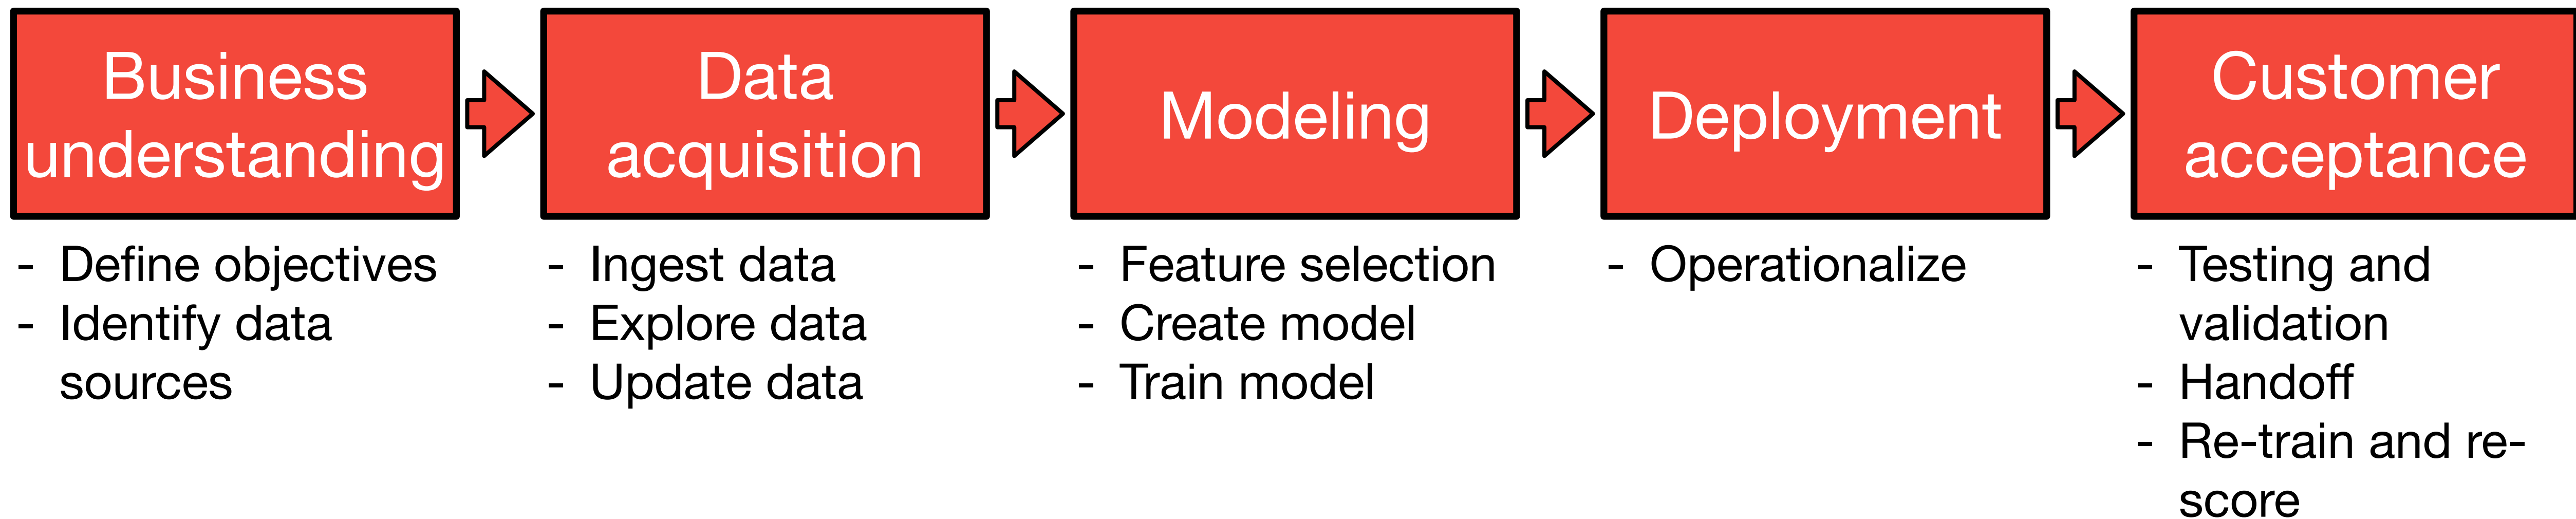 Business
understanding
Data
acquisition
Modeling
Deployment
Customer
acceptance
- Define objectives
- Identify data
sources
- Ingest data
- Explore data
- Update data
- Feature selection
- Create model
- Train model
- Operationalize
- Testing and
validation
- Handoff
- Re-train and re-
score